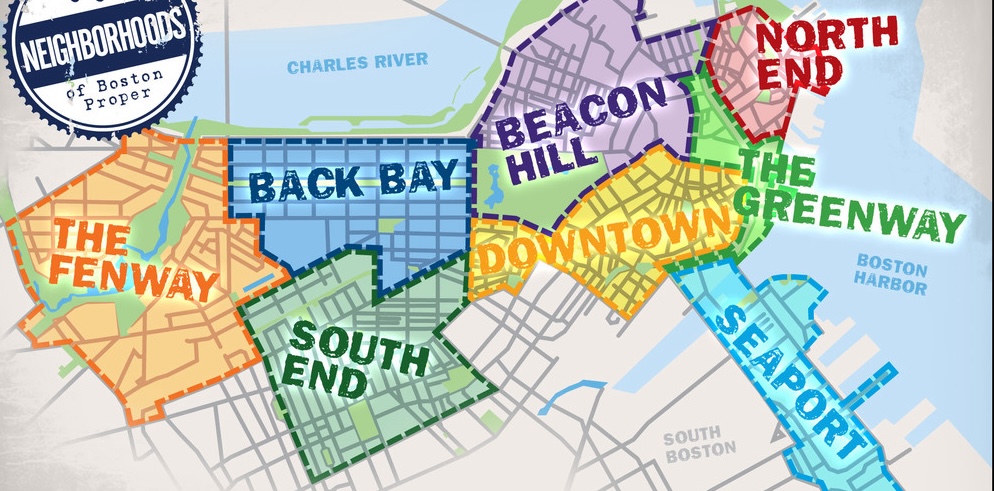 NEIGHBORHOODS
of Boston
Proper
CHARLES RIVER
NORTH
END
BEACON
HILL
BACK BAY
THE
GREENWAY
THE
FENWAY
DOWNTOWN
BOSTON
HARBOR
SOUTH
END
SEAPORT
SOUTH
BOSTON